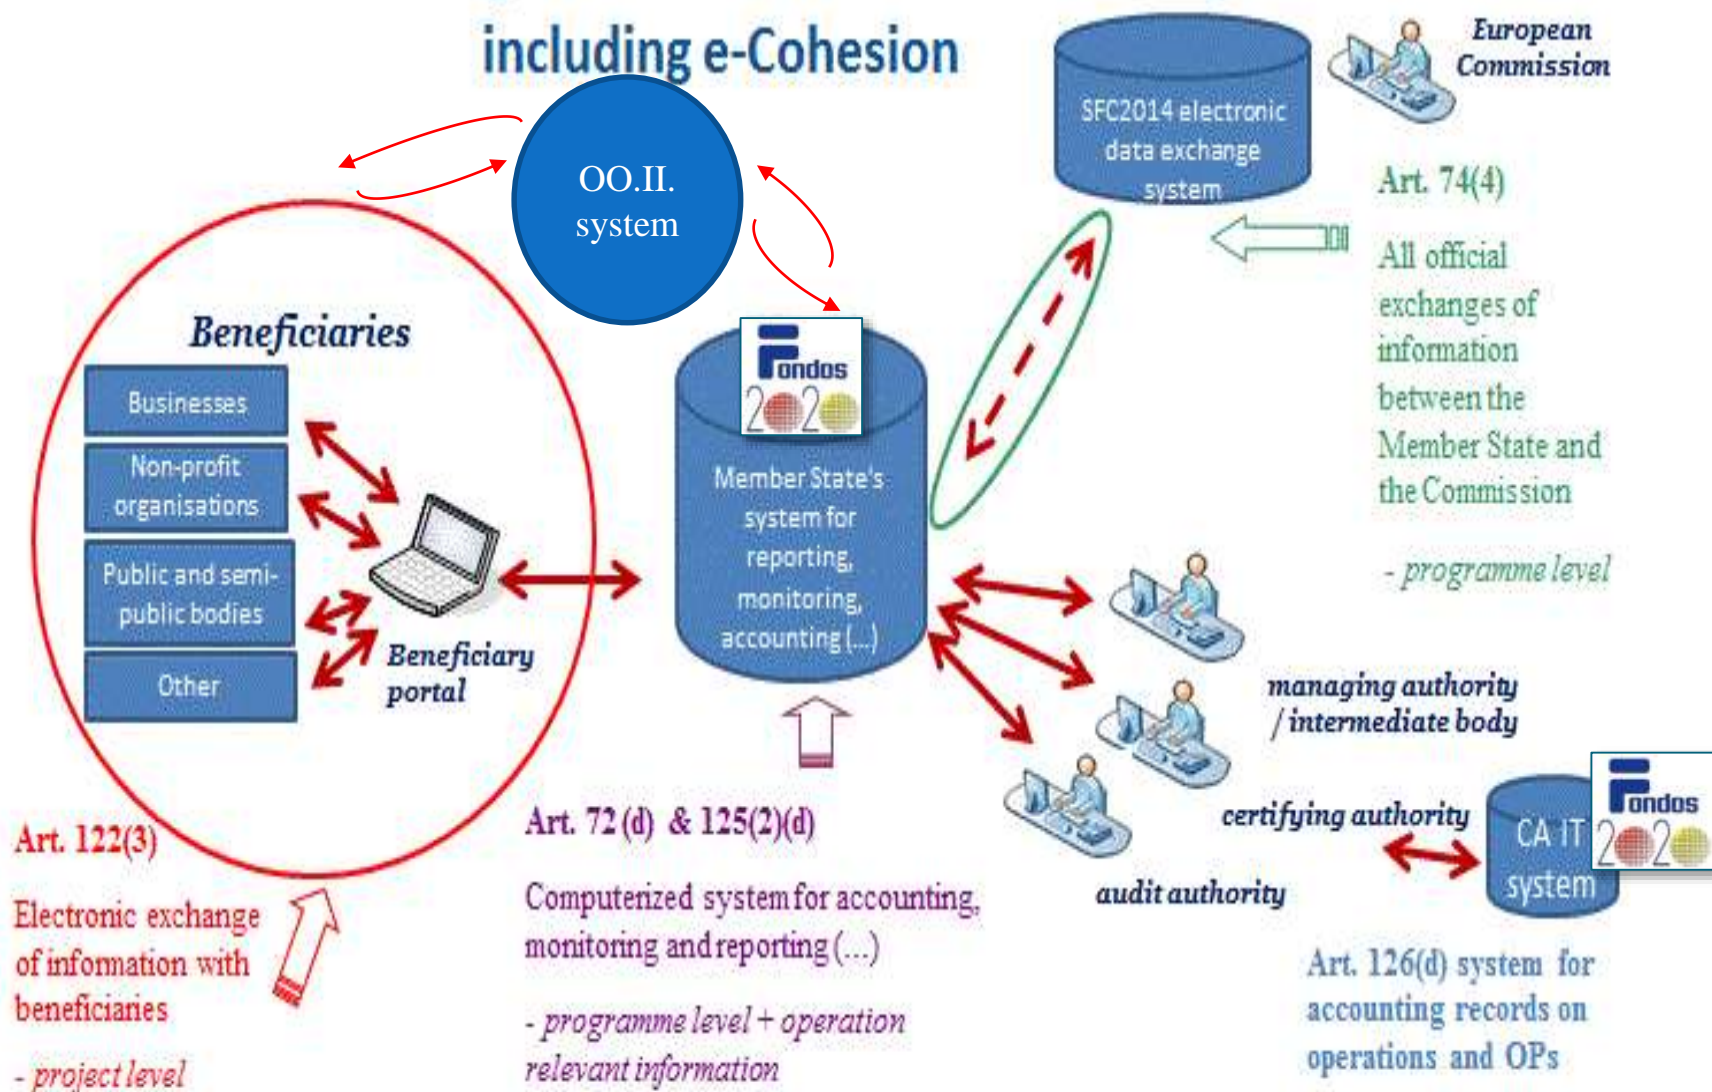 including e-Cohesion
OO.II.
system
SFC2014 electronic
data exchange
system
European
Commission
Art. 74(4)
All official
exchanges of
information
between the
Member State and
the Commission
- programme level
Beneficiaries
Businesses
Non-profit
organisations
Public and semi-
public bodies
Other
Beneficiary
portal
Fondos
2020
Member State's
system for
reporting,
monitoring,
accounting (...)
managing authority
/ intermediate body
certifying authority
audit authority
CA IT
system
Fondos
2020
Art. 122(3)
Electronic exchange
of information with
beneficiaries
- project level
Art. 72 (d) & 125(2)(d)
Computerized system for accounting,
monitoring and reporting (...)
- programme level + operation
relevant information
Art. 126(d) system for
accounting records on
operations and OPs